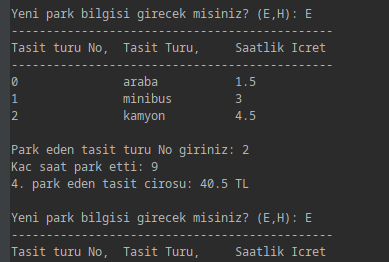 Yeni park bilgisi girecek misiniz? (E,H): E
--------------------------------------------
Tasit turu No,  Tasit Turu,     Saatlik Icret
--------------------------------------------
0               araba           1.5
1               minibus         3
2               kamyon          4.5
Park eden tasit turu No giriniz: 2
Kac saat park etti: 9
4. park eden tasit cirosu: 40.5 TL
Yeni park bilgisi girecek misiniz? (E,H): E
--------------------------------------------
Tasit turu No,  Tasit Turu,     Saatlik Icret